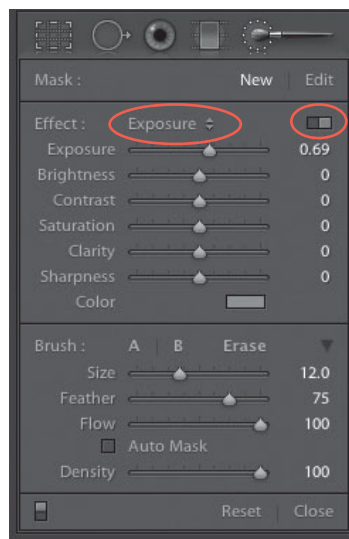 Mask : New Edit
Effect : Exposure
Exposure 0.69
Brightness 0
Contrast 0
Saturation 0
Clarity 0
Sharpness 0
Color
Brush : A B Erase
Size 12.0
Feather 75
Flow 100
Auto Mask
Density 100
Reset Close